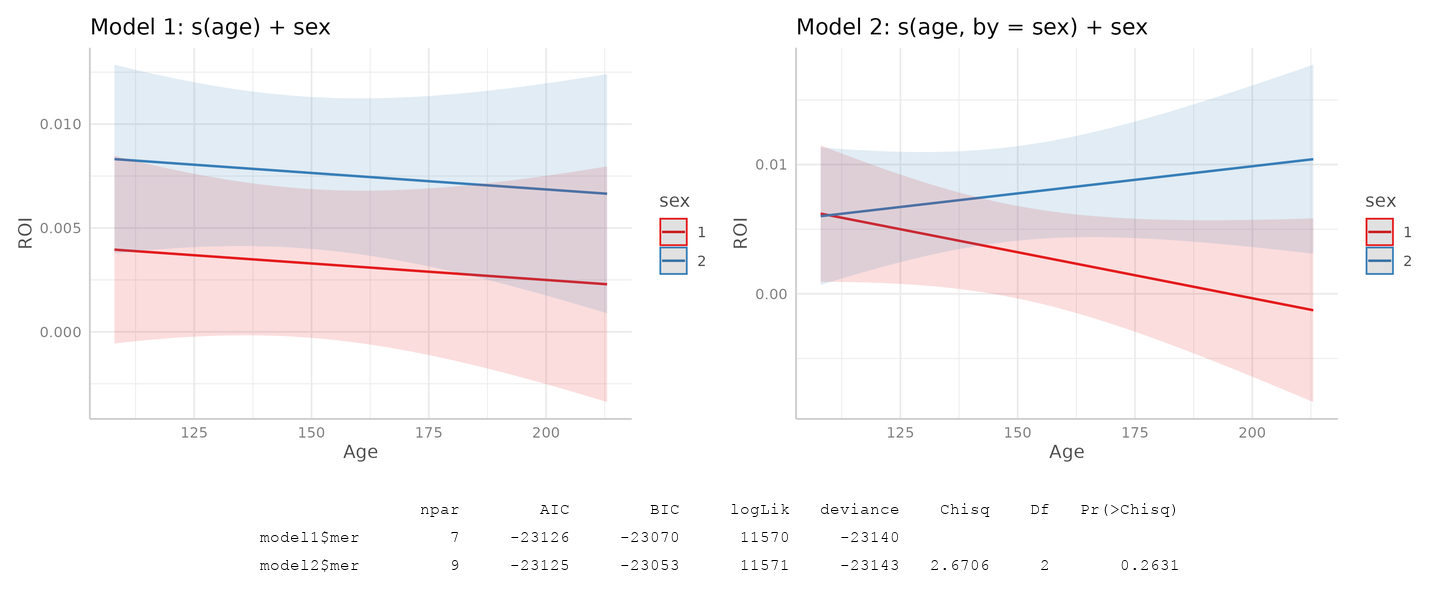 Model 1: s(age) + sex
0.010
0.005
0.000
ROI
125 150 175 200
Age
sex
1
2
Model 2: s(age, by = sex) + sex
0.01
0.00
ROI
125 150 175 200
Age
sex
1
2
npar AIC BIC logLik deviance Chisq Df Pr(>Chisq)
model1$mer 7 -23126 -23070 11570 -23140
model2$mer 9 -23125 -23053 11571 -23143 2.6706 2 0.2631